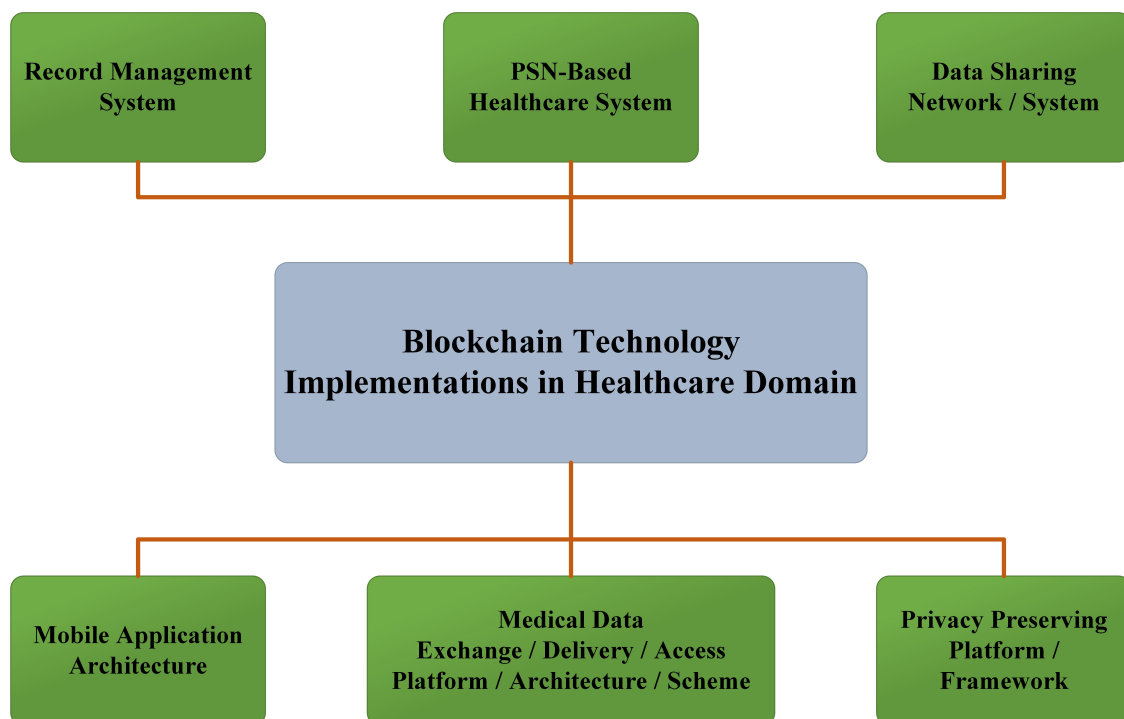 Record Management
System
PSN-Based
Healthcare System
Data Sharing
Network / System
Blockchain Technology
Implementations in Healthcare Domain
Mobile Application
Architecture
Medical Data
Exchange / Delivery / Access
Platform / Architecture / Scheme
Privacy Preserving
Platform /
Framework